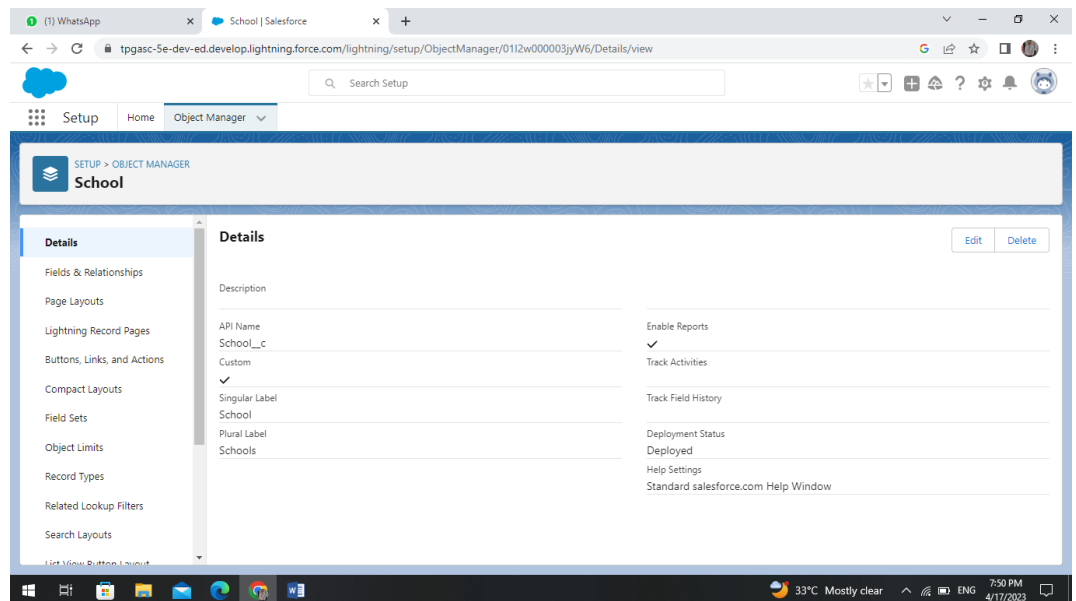 (1) WhatsApp
School | Salesforce
tpgasc-5e-dev-ed.develop.lightning.force.com/lightning/setup/ObjectManager/01I2w000003jyW6/Details/view
Search Setup
Setup
Home
Object Manager
SETUP > OBJECT MANAGER
School
Details
Fields & Relationships
Page Layouts
Lightning Record Pages
Buttons, Links, and Actions
Compact Layouts
Field Sets
Object Limits
Record Types
Related Lookup Filters
Search Layouts
List View Button Layout
Details
Edit
Delete
Description
API Name
School__c
Custom
Singular Label
School
Plural Label
Schools
Enable Reports
Track Activities
Track Field History
Deployment Status
Deployed
Help Settings
Standard salesforce.com Help Window
33°C Mostly clear
ENG
7:50 PM
4/17/2023